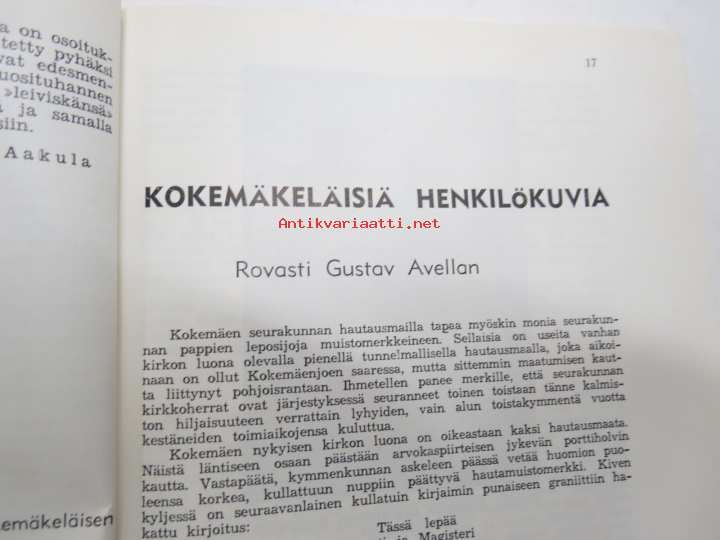 a on osoituk-
tetty pyhäksi
vat edesmen-
uosituhannen
»leiviskänsä»
ä ja samalla
siin.
Aakula
emäkeläisen
17
KOKEMÄKELÄISIÄ HENKILÖKUVIA
Antikvariaatti.net
Rovasti Gustav Avellan
Kokemäen seurakunnan hautausmailla tapaa myöskin monia seurakun-
nan pappien leposijoja muistomerkkeineen. Sellaisia on useita vanhan
kirkon luona olevalla pienellä tunnelmallisella hautausmaalla, joka aikoi-
naan on ollut Kokemäenjoen saaressa, mutta sittemmin maatumisen kaut-
ta liittynyt pohjoisrantaan. Ihmetellen panee merkille, että seurakunnan
kirkkoherrat ovat järjestyksessä seuranneet toinen toistaan tänne kalmis-
ton hiljaisuuteen verrattain lyhyiden, vain alun toistakymmentä vuotta
kestäneiden toimiaikojensa kuluttua.
Kokemäen nykyisen kirkon luona on oikeastaan kaksi hautausmaata.
Näistä läntiseen osaan päästään arvokaspiirteisen jykevän porttiholvin
kautta. Vastapäätä, kymmenkunnan askeleen päässä vetää huomion puo-
leensa korkea, kullattuun nuppiin päättyvä hautamuistomerkki. Kiven
kyljessä on seuraavanlainen kullatuin kirjaimin punaiseen graniittiin ha-
kattu kirjoitus:
Tässä lepää
ja Magisteri